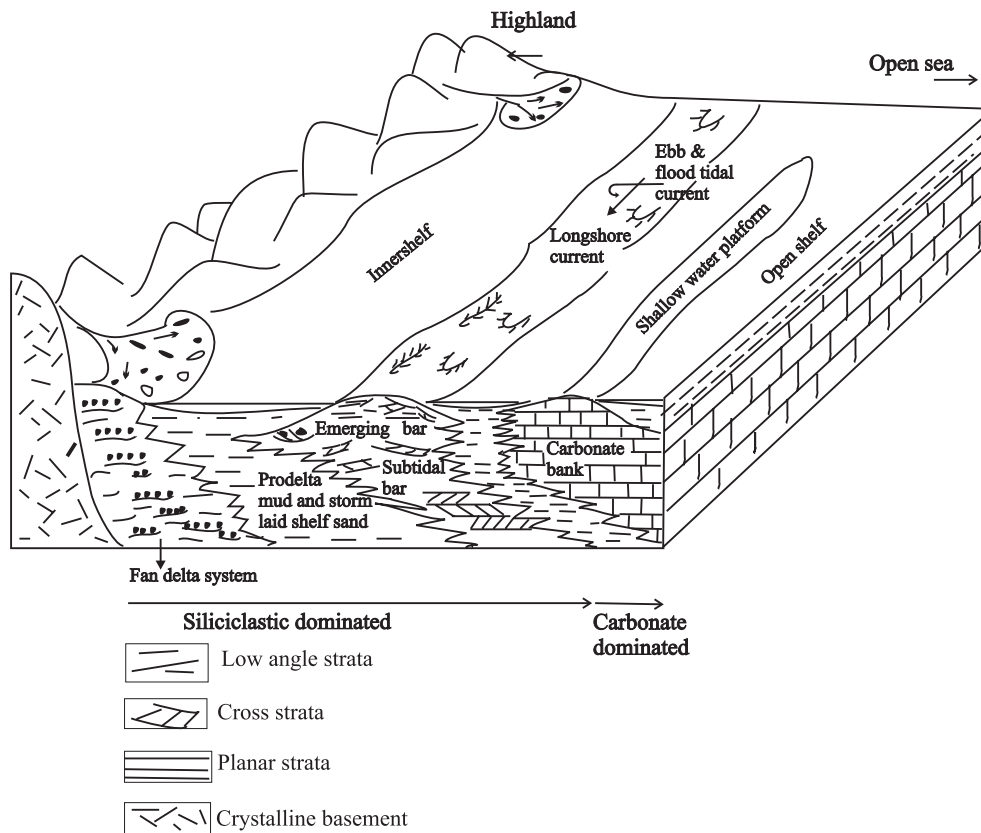 Highland
Open sea
Ebb &
flood tidal
current
Longshore
current
Innershelf
Shallow water platform
Open shelf
Emerging bar
Carbonate
bank
Subtidal
bar
Prodelta
mud and storm
laid shelf sand
Fan delta system
Siliciclastic dominated
Carbonate
dominated
Low angle strata
Cross strata
Planar strata
Crystalline basement